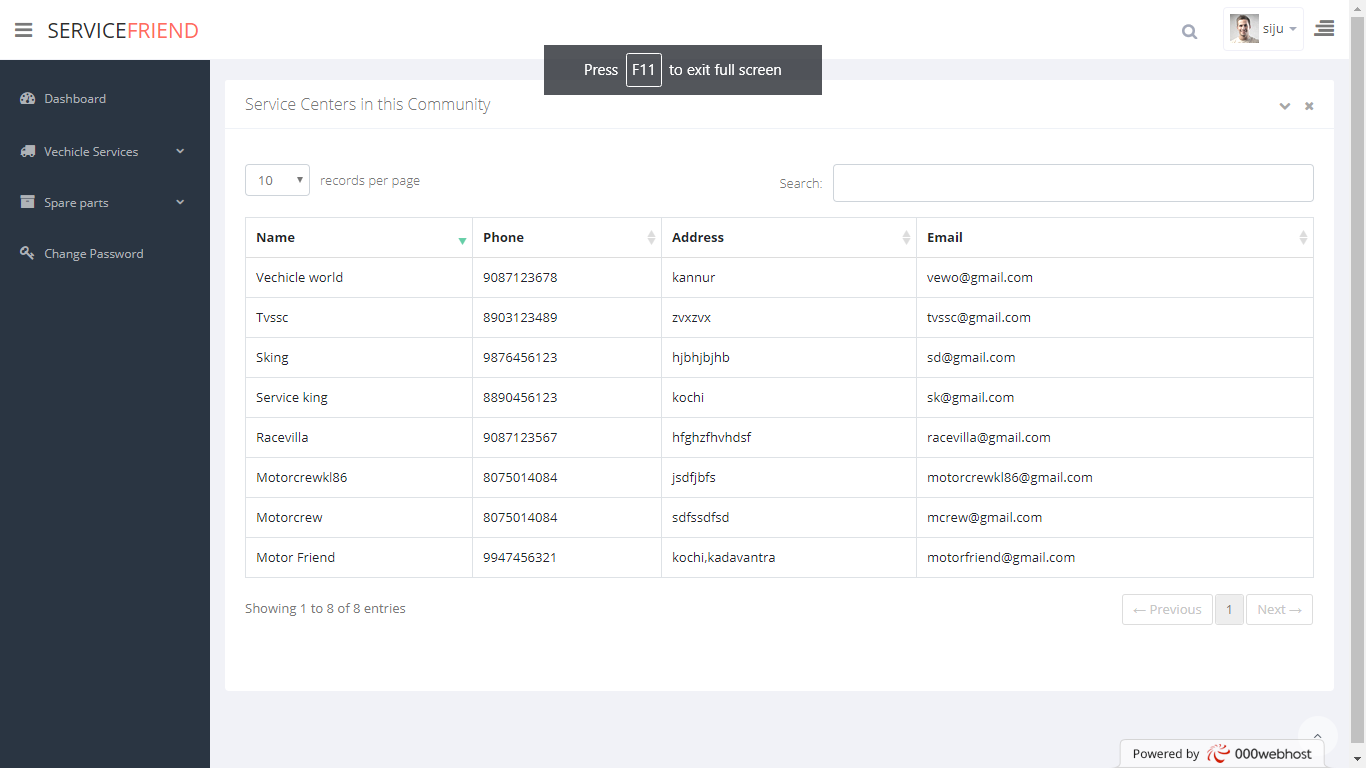 SERVICEFRIEND
siju
Press F11 to exit full screen
Dashboard
Vechicle Services
Spare parts
Change Password
Service Centers in this Community
10 records per page
Search:
Name Phone Address Email
Vechicle world 9087123678 kannur vewo@gmail.com
Tvssc 8903123489 zvxzvx tvssc@gmail.com
Sking 9876456123 hjbhjbjhb sd@gmail.com
Service king 8890456123 kochi sk@gmail.com
Racevilla 9087123567 hfghzfhvhdsf racevilla@gmail.com
Motorcrewkl86 8075014084 jsdfjbfs motorcrewkl86@gmail.com
Motorcrew 8075014084 sdfssdfsd mcrew@gmail.com
Motor Friend 9947456321 kochi,kadavantra motorfriend@gmail.com
Showing 1 to 8 of 8 entries
← Previous 1 Next →
Powered by 000webhost